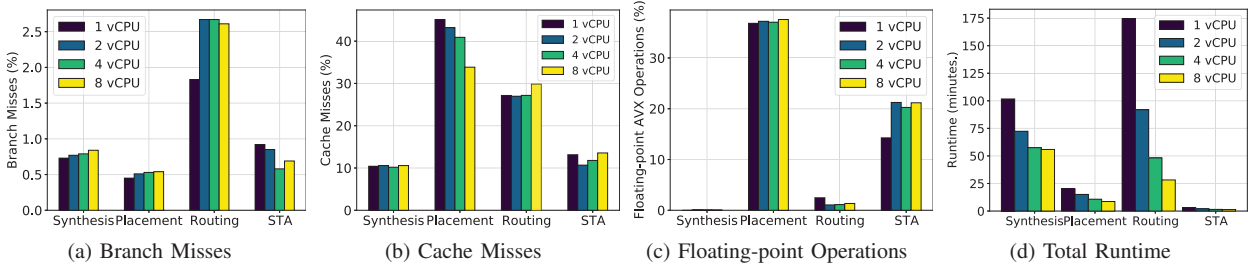 Branch Misses (%)
2.5
2.0
1.5
1.0
0.5
0.0
1 vCPU
2 vCPU
4 vCPU
8 vCPU
Synthesis Placement Routing STA
(a) Branch Misses
Cache Misses (%)
40
30
20
10
0
1 vCPU
2 vCPU
4 vCPU
8 vCPU
Synthesis Placement Routing STA
(b) Cache Misses
Floating-point AVX Operations (%)
30
20
10
0
1 vCPU
2 vCPU
4 vCPU
8 vCPU
Synthesis Placement Routing STA
(c) Floating-point Operations
Runtime (minutes,)
175
150
125
100
75
50
25
0
1 vCPU
2 vCPU
4 vCPU
8 vCPU
Synthesis Placement Routing STA
(d) Total Runtime